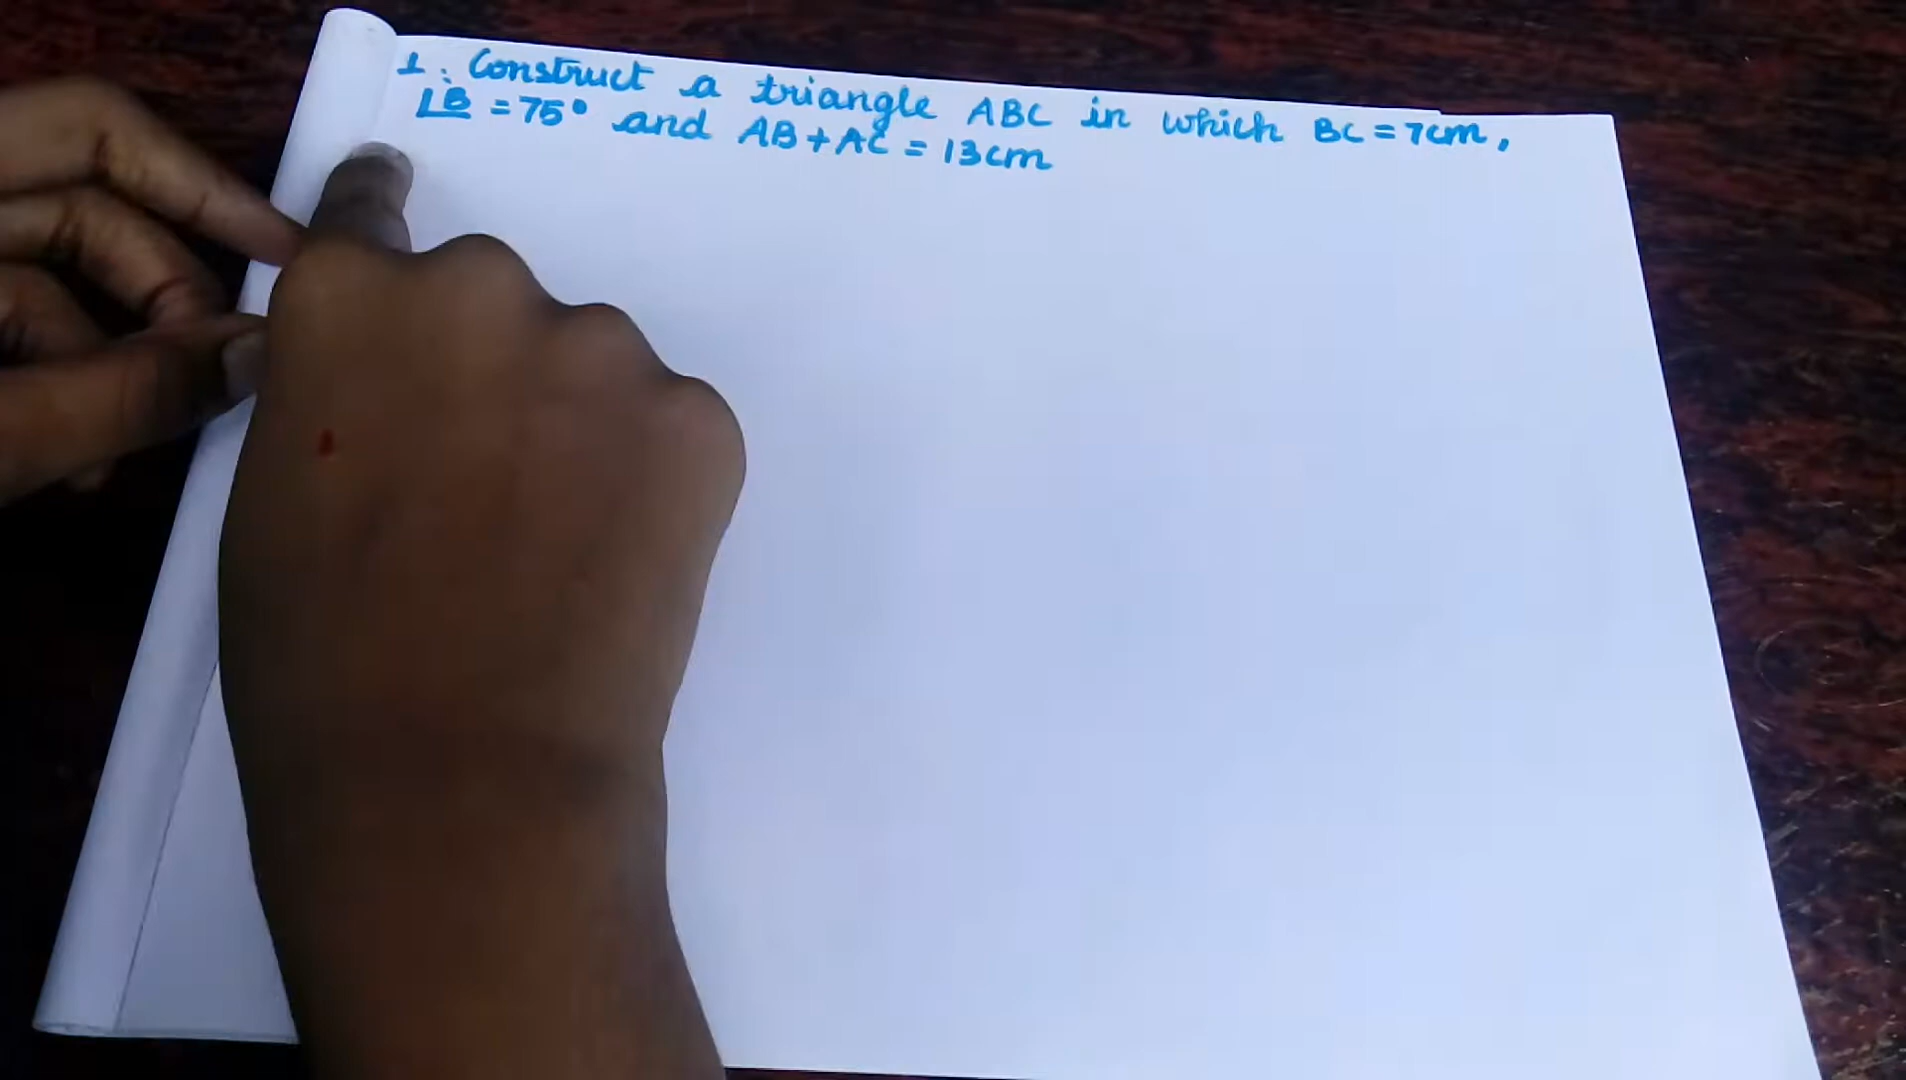 1. Construct a triangle ABC in which BC = 7cm,
∠B = 75° and AB + AC = 13cm